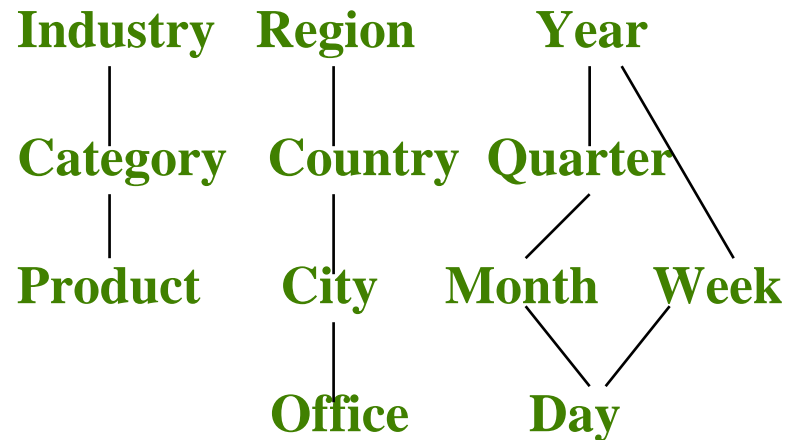 Industry Region Year
Category Country Quarter
Product City Month Week
Office Day